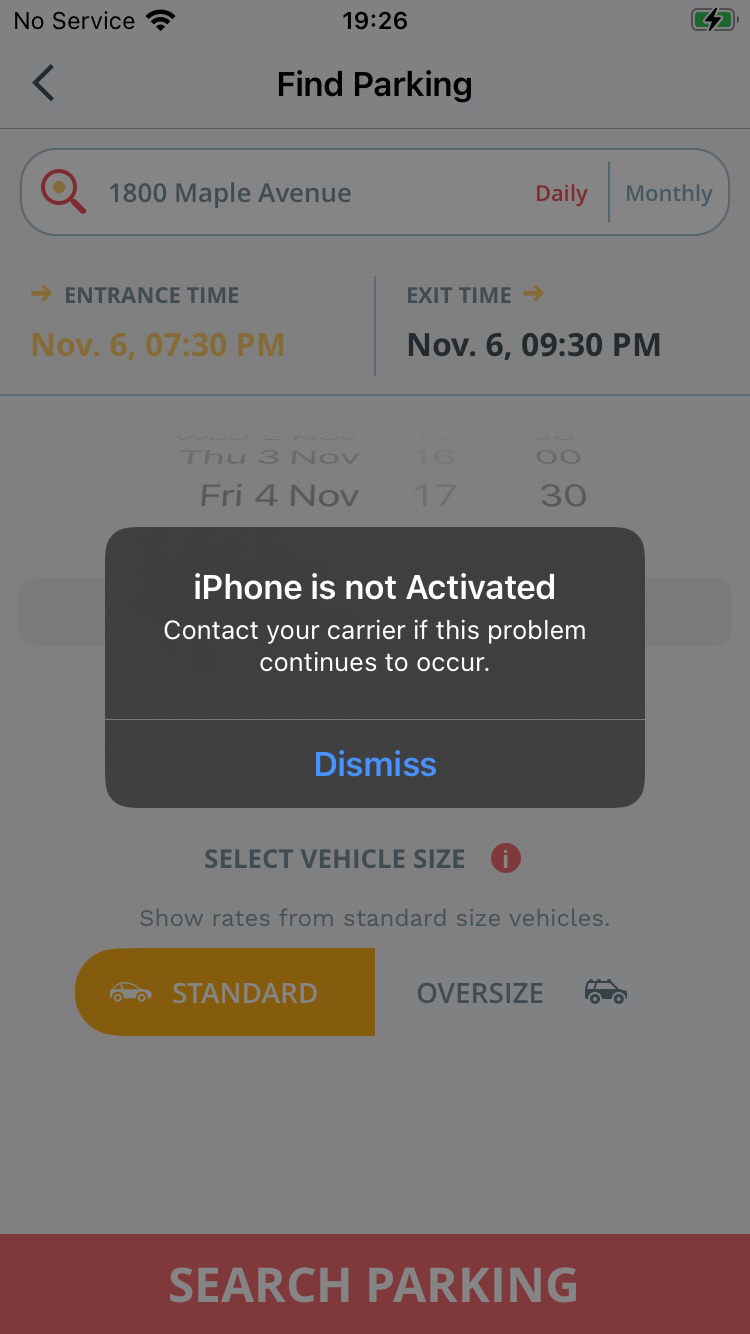 No Service
19:26
Find Parking
1800 Maple Avenue
Daily
Monthly
ENTRANCE TIME
EXIT TIME
Nov. 6, 07:30 PM
Nov. 6, 09:30 PM
Thu 3 Nov 16 00
Fri 4 Nov 17 30
iPhone is not Activated
Contact your carrier if this problem
continues to occur.
Dismiss
SELECT VEHICLE SIZE i
Show rates from standard size vehicles.
STANDARD
OVERSIZE
SEARCH PARKING